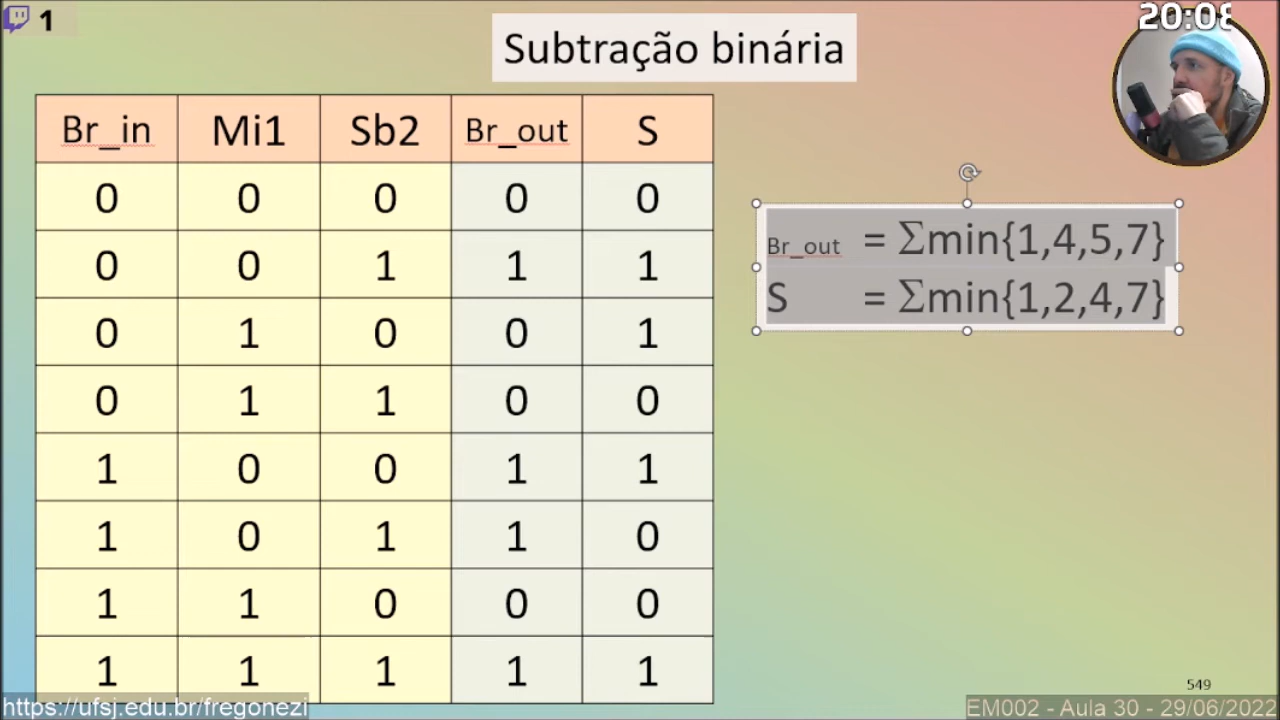 1
20:08
Subtração binária
Br_in Mi1 Sb2 Br_out S
0 0 0 0 0
0 0 1 1 1
0 1 0 0 1
0 1 1 0 0
1 0 0 1 1
1 0 1 1 0
1 1 0 0 0
1 1 1 1 1
Br_out = Σmin{1,4,5,7}
S = Σmin{1,2,4,7}
549
https://ufsj.edu.br/fregonezi
EM002 - Aula 30 - 29/06/2022